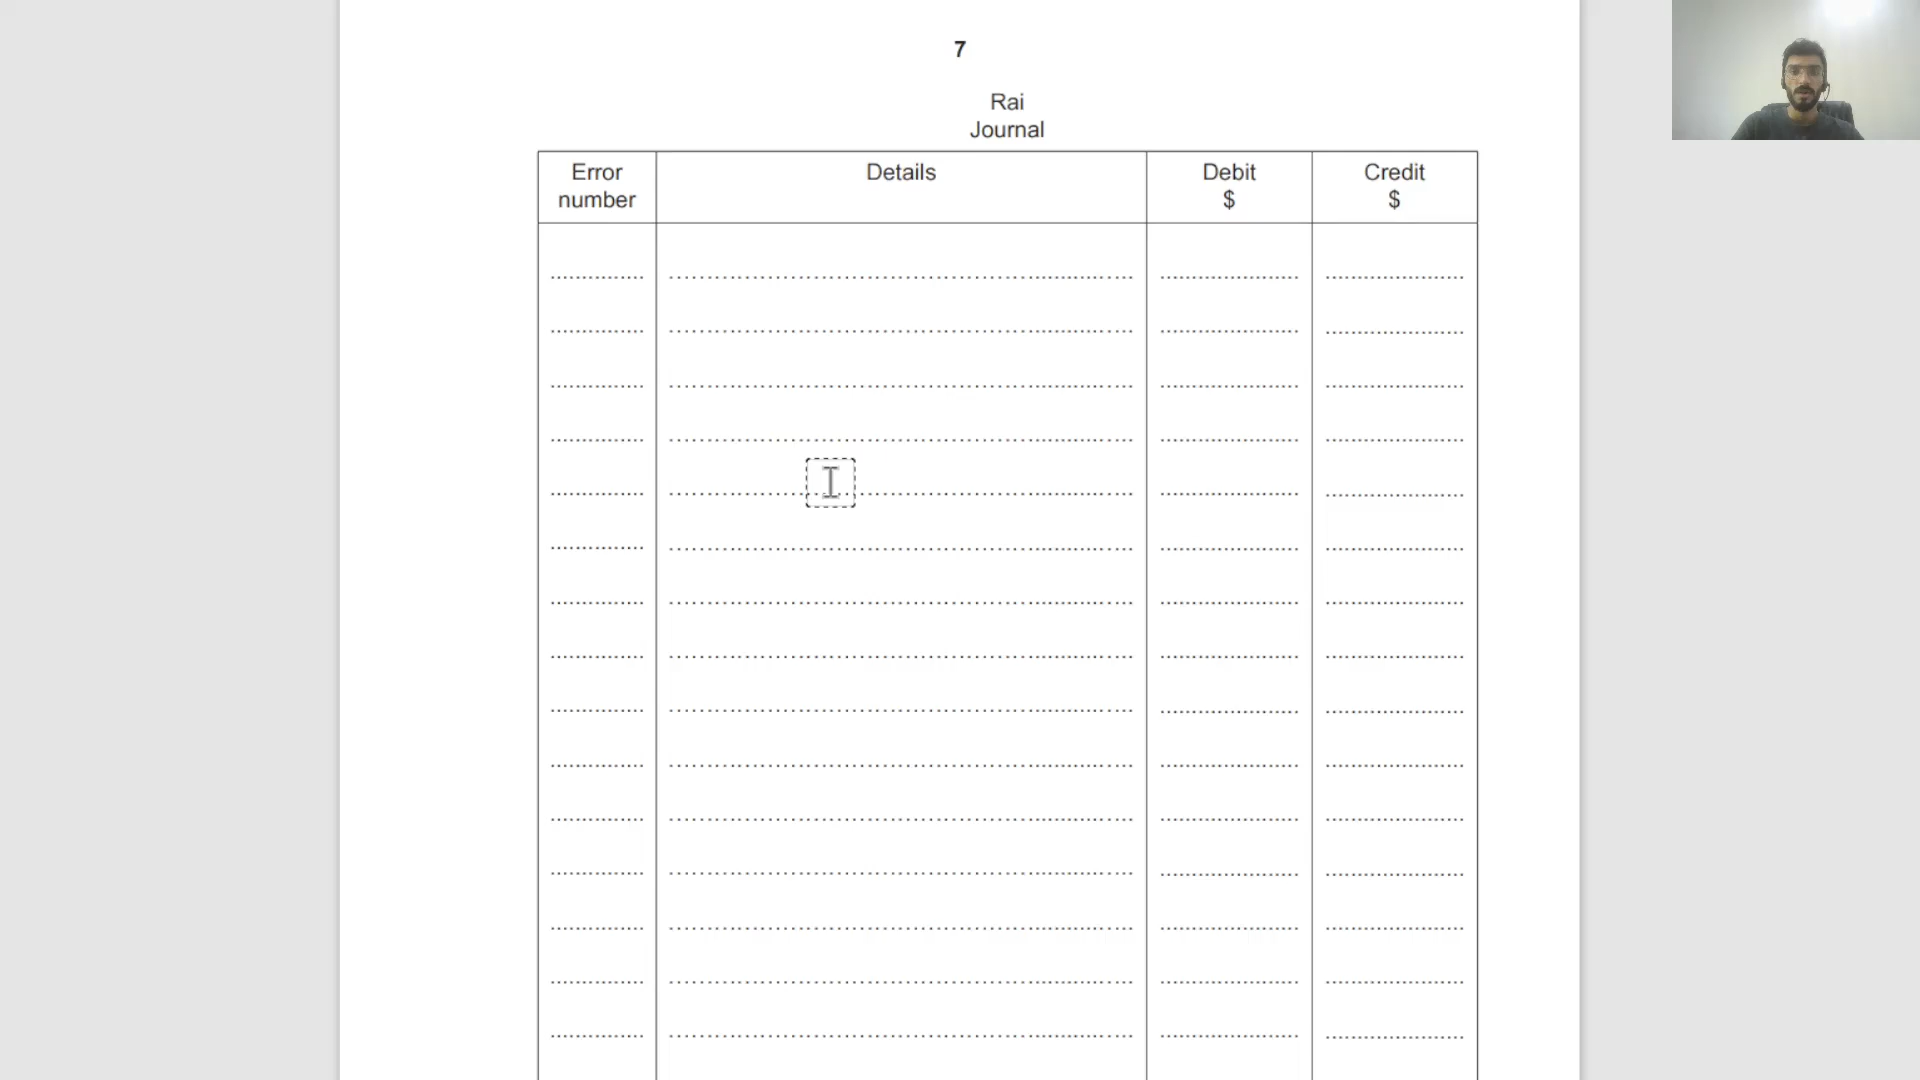 7
Rai
Journal
Error number
Details
Debit $
Credit $